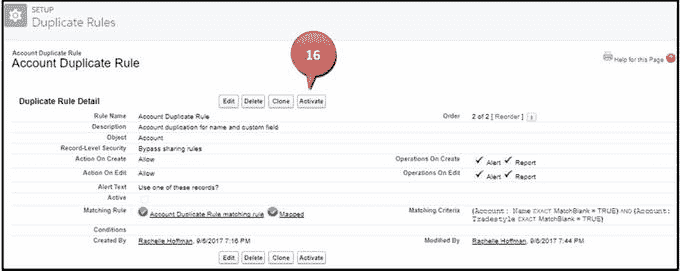 SETUP
Duplicate Rules
Account Duplicate Rule
Account Duplicate Rule
16
Help for this Page
Duplicate Rule Detail Edit Delete Clone Activate
Rule Name Account Duplicate Rule Order 2 of 2 [ Reorder ] i
Description Account duplication for name and custom field
Object Account
Record-Level Security Bypass sharing rules
Action On Create Allow Operations On Create Alert Report
Action On Edit Allow Operations On Edit Alert Report
Alert Text Use one of these records?
Active
Matching Rule Account Duplicate Rule matching rule Mapped Matching Criteria (Account: Name EXACT MatchBlank = TRUE) AND (Account:
Tradestyle EXACT MatchBlank = TRUE)
Conditions
Created By Rachelle Hoffman, 9/6/2017 7:16 PM Modified By Rachelle Hoffman, 9/6/2017 7:44 PM
Edit Delete Clone Activate